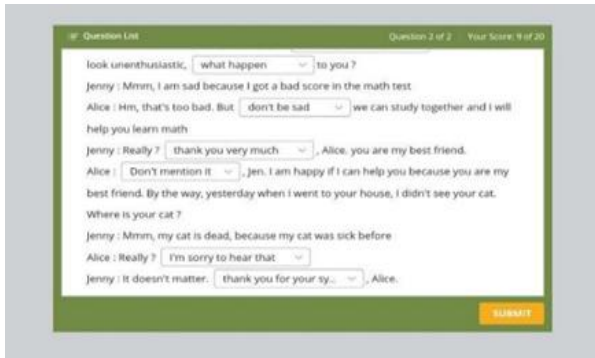 Question List
Question 2 of 2 Your Score: 9 of 20
look unenthusiastic, what happen to you ?
Jenny : Mmm, I am sad because I got a bad score in the math test
Alice : Hm, that's too bad. But don't be sad we can study together and I will
help you learn math
Jenny : Really ? thank you very much , Alice. you are my best friend.
Alice : Don't mention it , Jen. I am happy if I can help you because you are my
best friend. By the way, yesterday when I went to your house, I didn't see your cat.
Where is your cat ?
Jenny : Mmm, my cat is dead, because my cat was sick before
Alice : Really ? I'm sorry to hear that
Jenny : It doesn't matter. thank you for your sy... , Alice.
SUBMIT